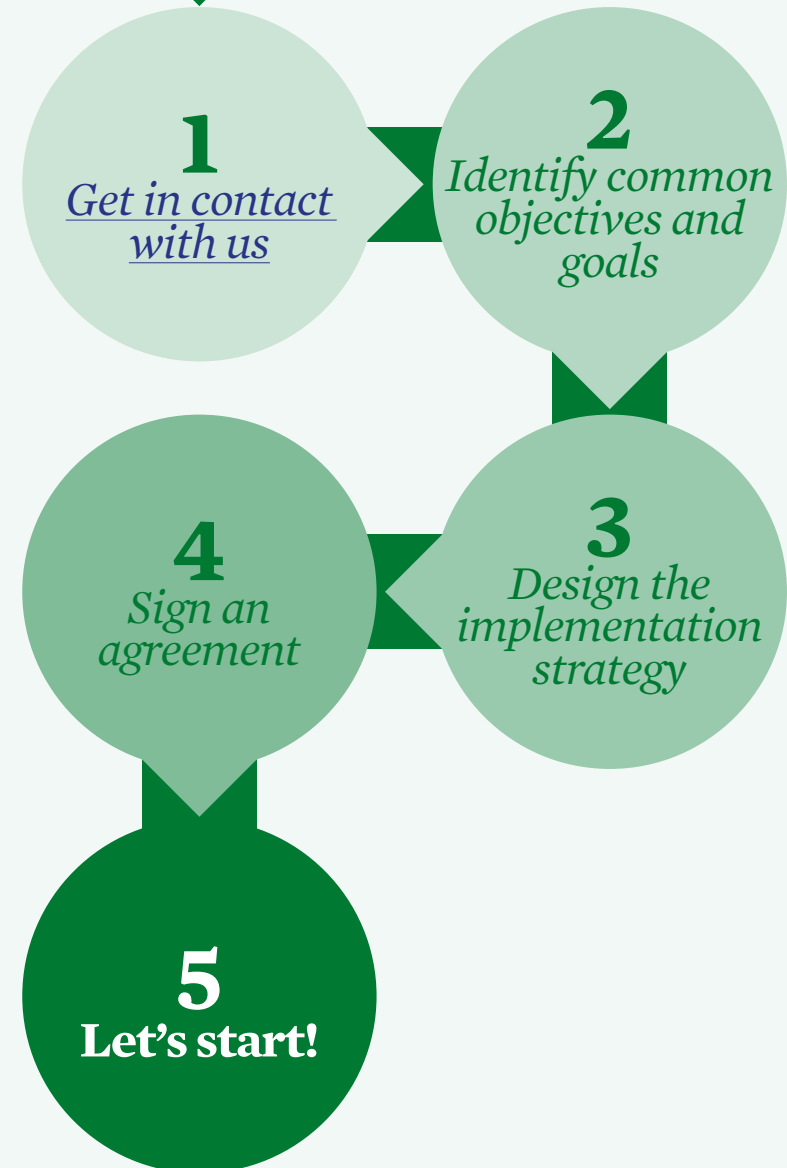 1
Get in contact
with us
2
Identify common
objectives and
goals
3
Design the
implementation
strategy
4
Sign an
agreement
5
Let’s start!